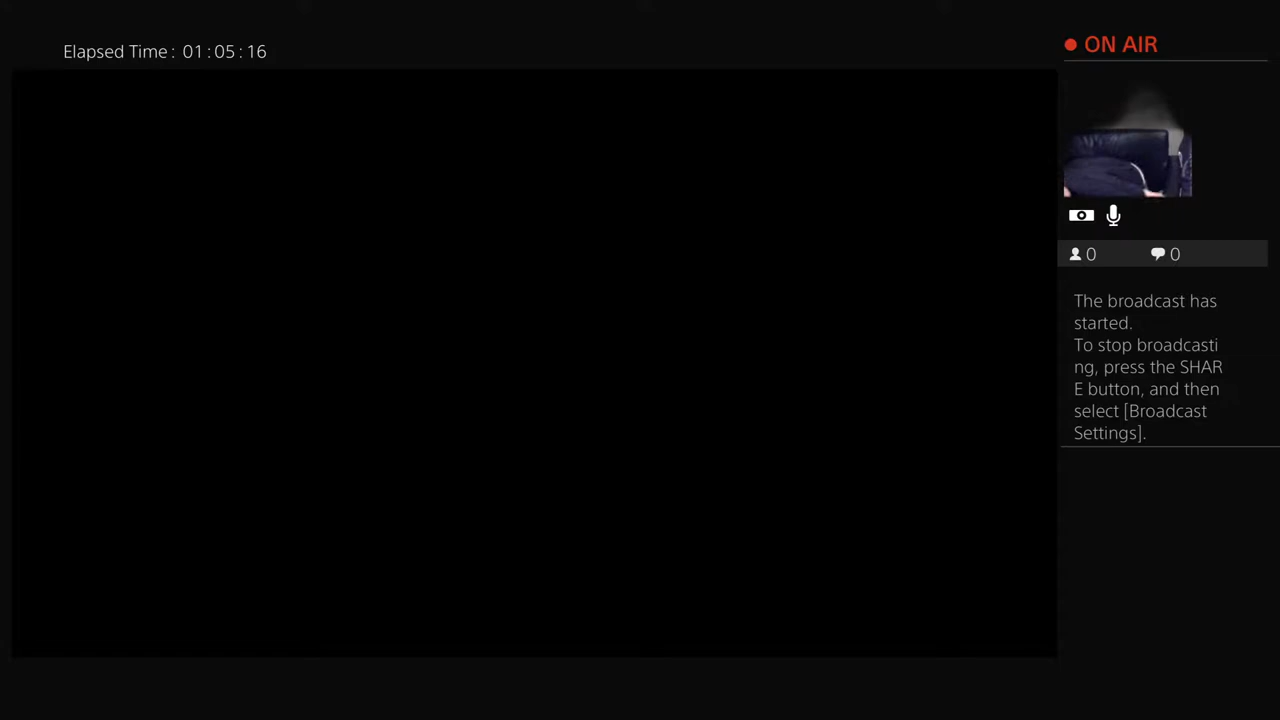 Elapsed Time: 01:05:16
ON AIR
0 0
The broadcast has
started.
To stop broadcasti
ng, press the SHAR
E button, and then
select [Broadcast
Settings].